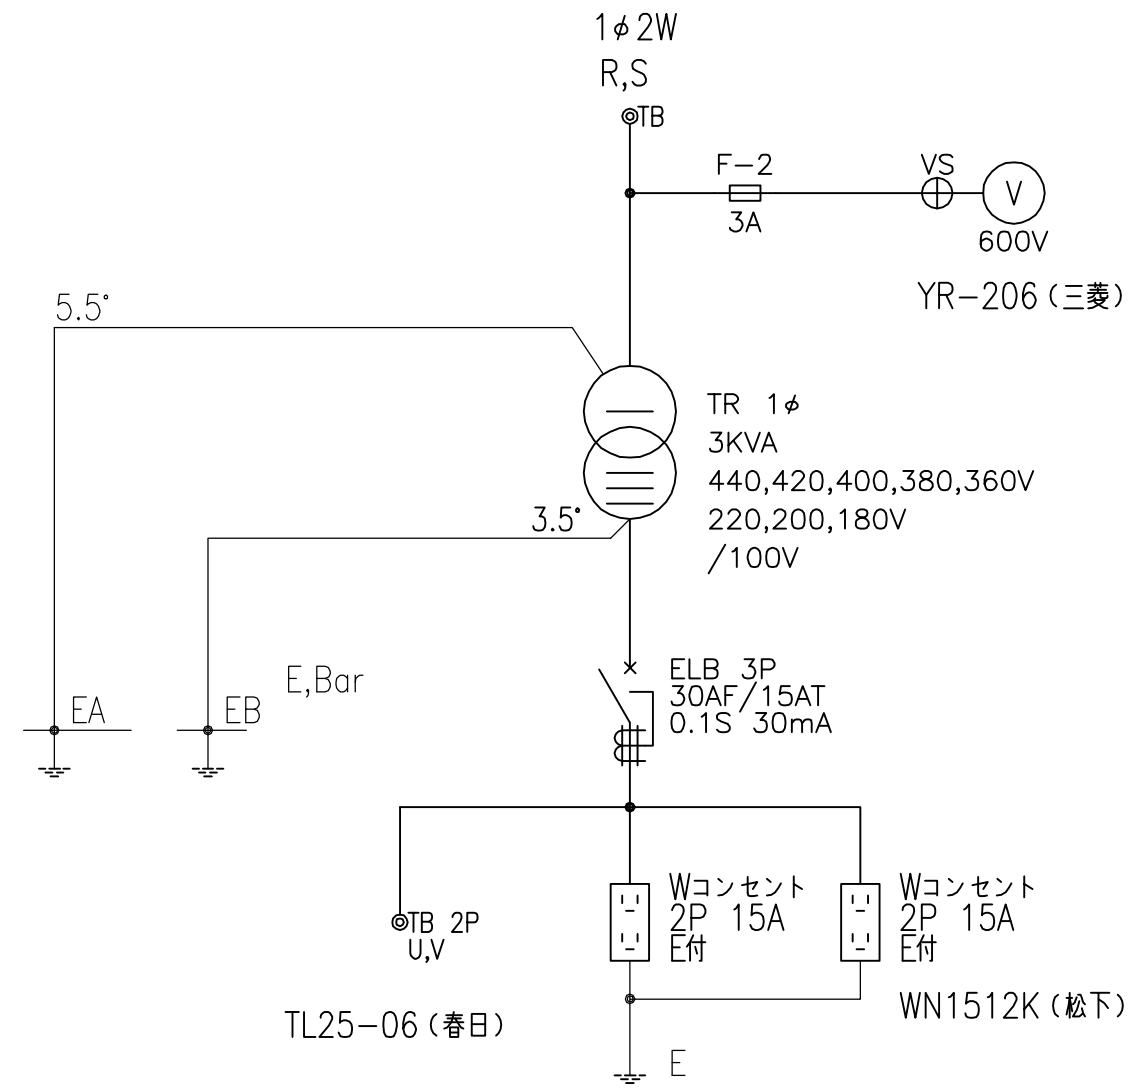 1φ2W
R,S
TB
F-2
VS
V
3A
600V
YR-206(三菱)
5.5°
TR 1φ
3KVA
440,420,400,380,360V
220,200,180V
/100V
3.5°
E,Bar
EA
EB
ELB 3P
30AF/15AT
0.1S 30mA
Wコンセント
2P 15A
E付
Wコンセント
2P 15A
E付
TB 2P
U,V
WN1512K(松下)
TL25-06(春日)
E